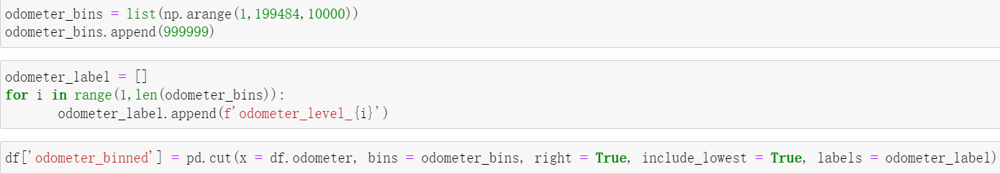 odometer_bins = list(np.arange(1,199484,10000))
odometer_bins.append(999999)
odometer_label = []
for i in range(1,len(odometer_bins)):
        odometer_label.append(f'odometer_level_{i}')
df['odometer_binned'] = pd.cut(x = df.odometer, bins = odometer_bins, right = True, include_lowest = True, labels = odometer_label)